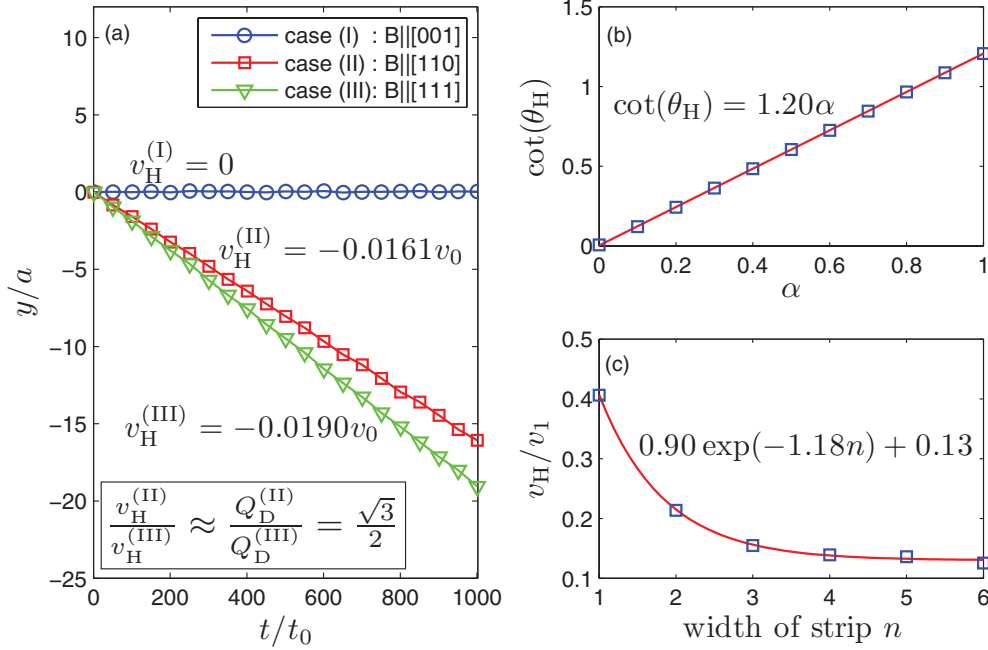 (a)
case (I) : B||[001]
case (II) : B||[110]
case (III): B||[111]
v_H^(I) = 0
v_H^(II) = −0.0161v_0
v_H^(III) = −0.0190v_0
v_H^(II) / v_H^(III) ≈ Q_D^(II) / Q_D^(III) = √3 / 2
10
5
0
−5
−10
−15
−20
−25
y/a
0 200 400 600 800 1000
t/t_0
(b)
cot(θ_H) = 1.20α
1.5
1
0.5
0
cot(θ_H)
0 0.2 0.4 0.6 0.8 1
α
(c)
0.90 exp(−1.18n) + 0.13
0.5
0.4
0.3
0.2
0.1
v_H/v_1
1 2 3 4 5 6
width of strip n